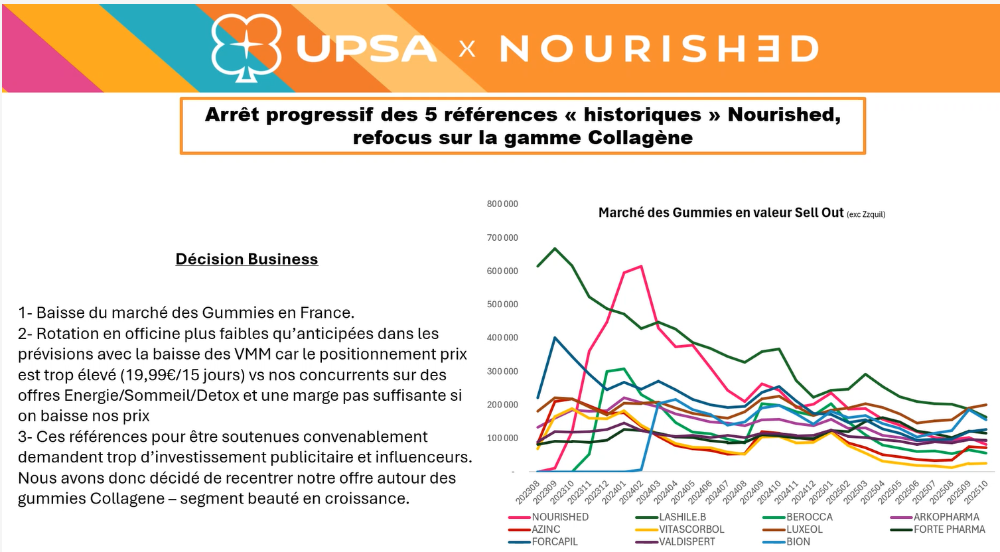 UPSA x NOURISHED
Arrêt progressif des 5 références « historiques » Nourished,
refocus sur la gamme Collagène
Décision Business
1- Baisse du marché des Gummies en France.
2- Rotation en officine plus faibles qu’anticipées dans les
prévisions avec la baisse des VMM car le positionnement prix
est trop élevé (19,99€/15 jours) vs nos concurrents sur des
offres Energie/Sommeil/Detox et une marge pas suffisante si
on baisse nos prix
3- Ces références pour être soutenues convenablement
demandent trop d’investissement publicitaire et influenceurs.
Nous avons donc décidé de recentrer notre offre autour des
gummies Collagene – segment beauté en croissance.
Marché des Gummies en valeur Sell Out (exc Zzquil)
800 000
700 000
600 000
500 000
400 000
300 000
200 000
100 000
-
202308 202309 202310 202311 202312 202401 202402 202403 202404 202405 202406 202407 202408 202409 202410 202411 202412 202501 202502 202503 202504 202505 202506 202507 202508 202509 202510
NOURISHED LASHILE.B BEROCCA ARKOPHARMA
AZINC VITASCORBOL LUXEOL FORTE PHARMA
FORCAPIL VALDISPERT BION